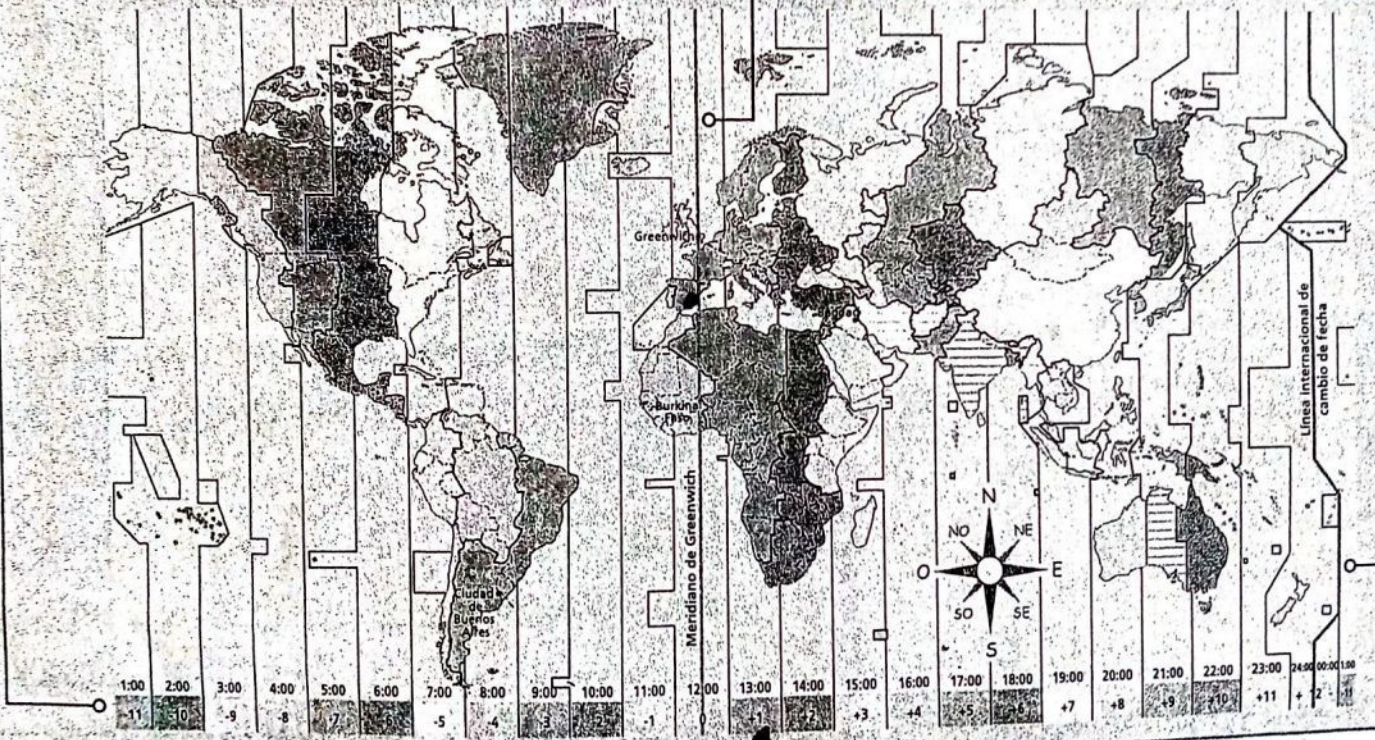 Greenwich
Burkina
Faso
Ciudad
de
Buenos
Aires
Meridiano de Greenwich
Línea internacional de
cambio de fecha
N
NO NE
O E
SO SE
S
1:00 2:00 3:00 4:00 5:00 6:00 7:00 8:00 9:00 10:00 11:00 12:00 13:00 14:00 15:00 16:00 17:00 18:00 19:00 20:00 21:00 22:00 23:00 24:00 00:00 1:00
-11 -10 -9 -8 -7 -6 -5 -4 -3 -2 -1 0 +1 +2 +3 +4 +5 +6 +7 +8 +9 +10 +11 + 12 -11